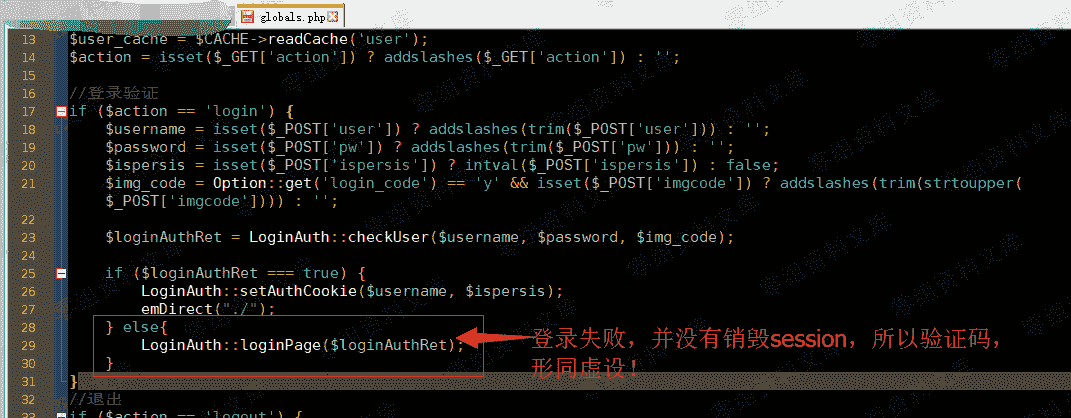 globals.php
13 $user_cache = $CACHE->readCache('user');
14 $action = isset($_GET['action']) ? addslashes($_GET['action']) : '';
15
16 //登录验证
17 if ($action == 'login') {
18 $username = isset($_POST['user']) ? addslashes(trim($_POST['user'])) : '';
19 $password = isset($_POST['pw']) ? addslashes(trim($_POST['pw'])) : '';
20 $ispersis = isset($_POST['ispersis']) ? intval($_POST['ispersis']) : false;
21 $img_code = Option::get('login_code') == 'y' && isset($_POST['imgcode']) ? addslashes(trim(strtoupper(
$_POST['imgcode']))) : '';
22
23 $loginAuthRet = LoginAuth::checkUser($username, $password, $img_code);
24
25 if ($loginAuthRet === true) {
26 LoginAuth::setAuthCookie($username, $ispersis);
27 emDirect("./");
28 } else{
29 LoginAuth::loginPage($loginAuthRet);
30 }
31 }
登录失败，并没有销毁session，所以验证码，
形同虚设！
32 //退出
33 if ($action == 'logout') {